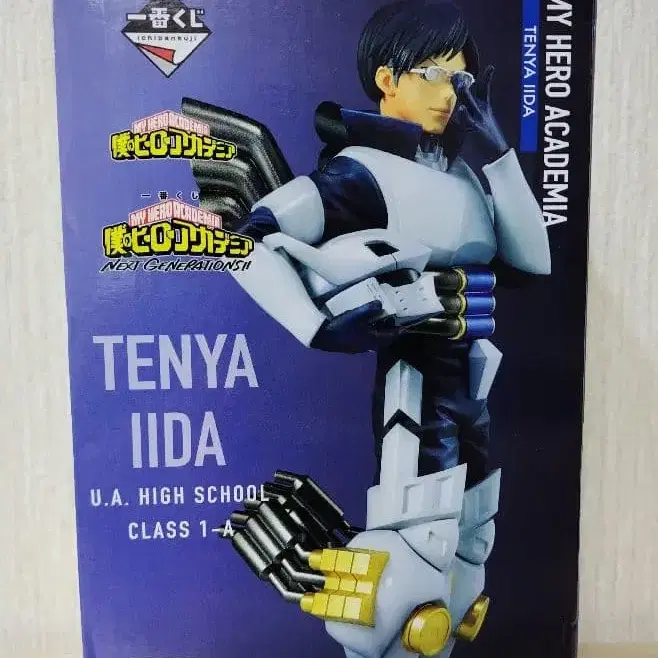 一番くじ
ichibankuji
MY HERO ACADEMIA
TENYA IIDA
MY HERO ACADEMIA
僕のヒーローアカデミア
一番くじ
MY HERO ACADEMIA
僕のヒーローアカデミア
NEXT GENERATIONS!!
TENYA
IIDA
U.A. HIGH SCHOOL
CLASS 1-A